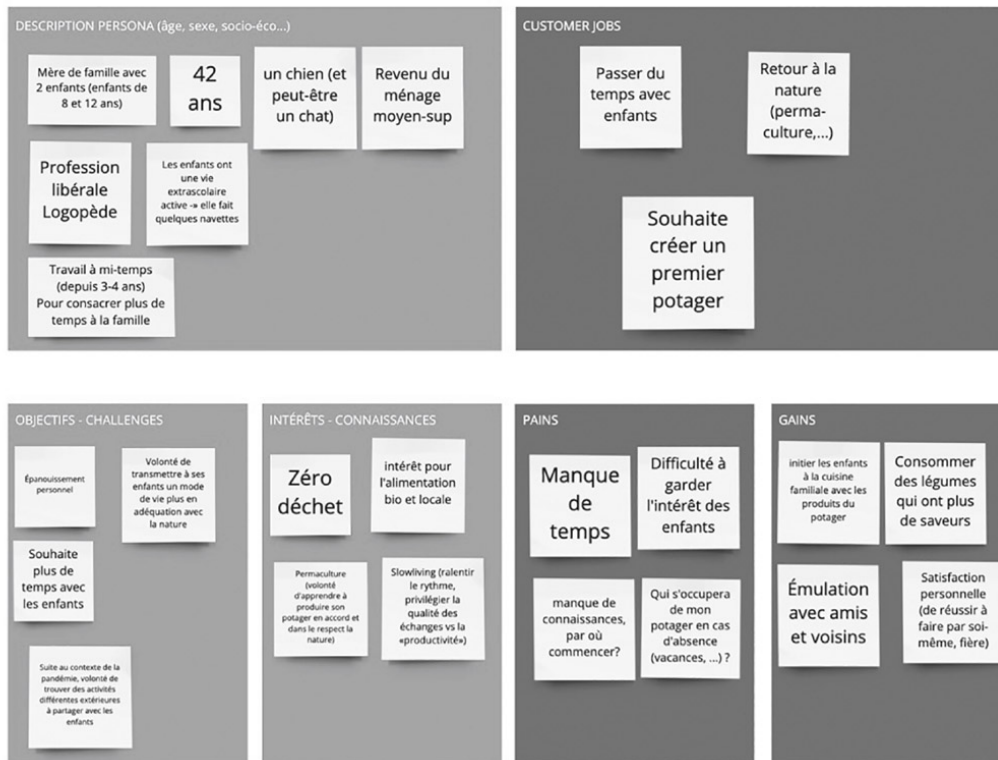 DESCRIPTION PERSONA (âge, sexe, socio-éco...)
Mère de famille avec
2 enfants (enfants de
8 et 12 ans)
42
ans
un chien (et
peut-être
un chat)
Revenu du
ménage
moyen-sup
Profession
libérale
Logopède
Les enfants ont
une vie
extrascolaire
active -» elle fait
quelques navettes
Travail à mi-temps
(depuis 3-4 ans)
Pour consacrer plus de
temps à la famille
CUSTOMER JOBS
Passer du
temps avec
enfants
Retour à la
nature
(perma-
culture,...)
Souhaite
créer un
premier
potager
OBJECTIFS - CHALLENGES
Épanouissement
personnel
Volonté de
transmettre à ses
enfants un mode
de vie plus en
adéquation avec
la nature
Souhaite
plus de
temps avec
les enfants
Suite au contexte de la
pandémie, volonté de
trouver des activités
différentes extérieures
à partager avec les
enfants
INTÉRÊTS - CONNAISSANCES
Zéro
déchet
intérêt pour
l'alimentation
bio et locale
Permaculture
(volonté
d'apprendre à
produire son
potager en accord et
dans le respect la
nature)
Slowliving (ralentir
le rythme,
privilégier la
qualité des
échanges vs la
«productivité»)
PAINS
Manque
de
temps
Difficulté à
garder
l'intérêt des
enfants
manque de
connaissances,
par où
commencer?
Qui s'occupera
de mon
potager en cas
d'absence
(vacances, ...) ?
GAINS
initier les enfants
à la cuisine
familiale avec les
produits du
potager
Consommer
des légumes
qui ont plus
de saveurs
Émulation
avec amis
et voisins
Satisfaction
personnelle
(de réussir à
faire par soi-
même, fière)